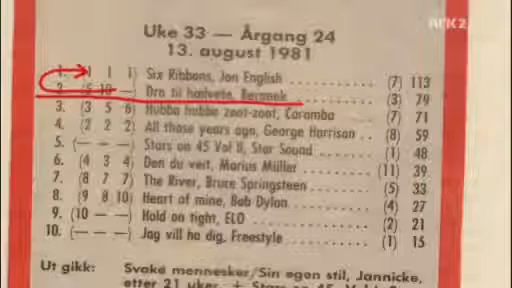 NRK2
Uke 33 — Årgang 24
13. august 1981
1. (1 1 1) Six Ribbons, Jon English .......... (7) 113
2. (5 10 —) Dra til hælvete, Beranek .......... (3) 79
3. (3 5 6) Hubba hubba zoot-zoot, Caramba (7) 71
4. (2 2 2) All those years ago, George Harrison .. (8) 59
5. (— — —) Stars on 45 Vol II, Star Sound ...... (1) 48
6. (4 3 4) Den du veit, Marius Müller .......... (11) 39
7. (8 7 7) The River, Bruce Springsteen ........ (5) 33
8. (9 8 10) Heart of mine, Bob Dylan .......... (4) 27
9. (10 — —) Hold on tight, ELO .......... (2) 21
10. (— — —) Jag vill ha dig, Freestyle .......... (1) 15
Ut gikk: Svake mennesker/Sin egen stil, Jannicke,
etter 21 uker. + Stars on 45